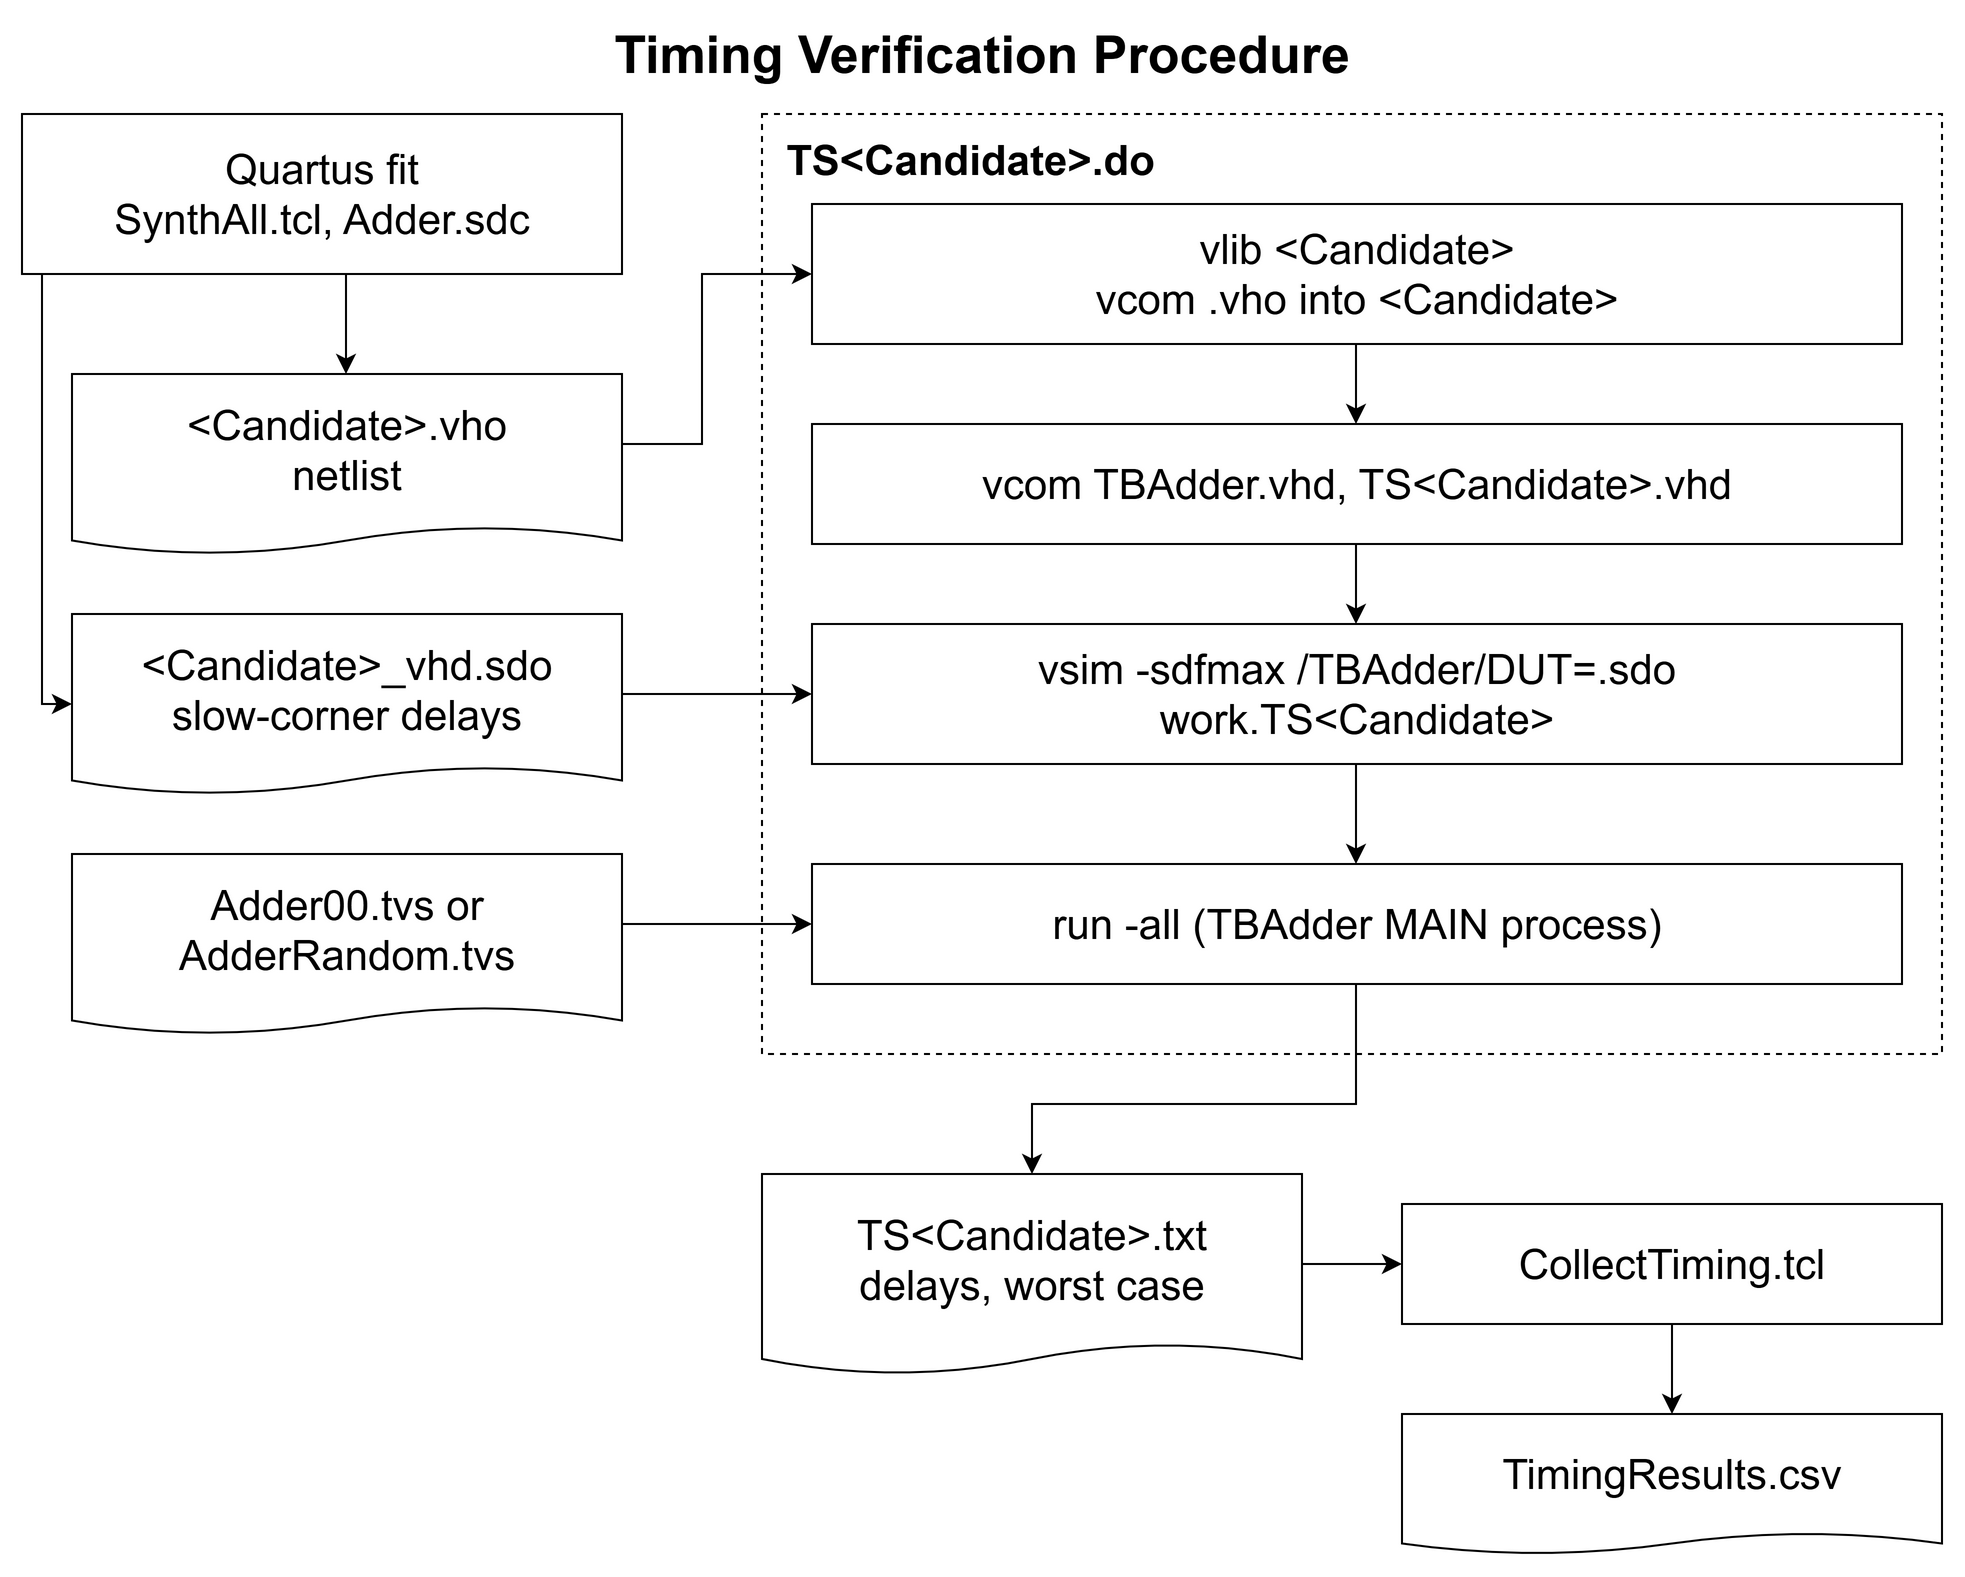 Timing Verification Procedure
Quartus fit
SynthAll.tcl, Adder.sdc
<Candidate>.vho
netlist
<Candidate>_vhd.sdo
slow-corner delays
Adder00.tvs or
AdderRandom.tvs
TS<Candidate>.do
vlib <Candidate>
vcom .vho into <Candidate>
vcom TBAdder.vhd, TS<Candidate>.vhd
vsim -sdfmax /TBAdder/DUT=.sdo
work.TS<Candidate>
run -all (TBAdder MAIN process)
TS<Candidate>.txt
delays, worst case
CollectTiming.tcl
TimingResults.csv